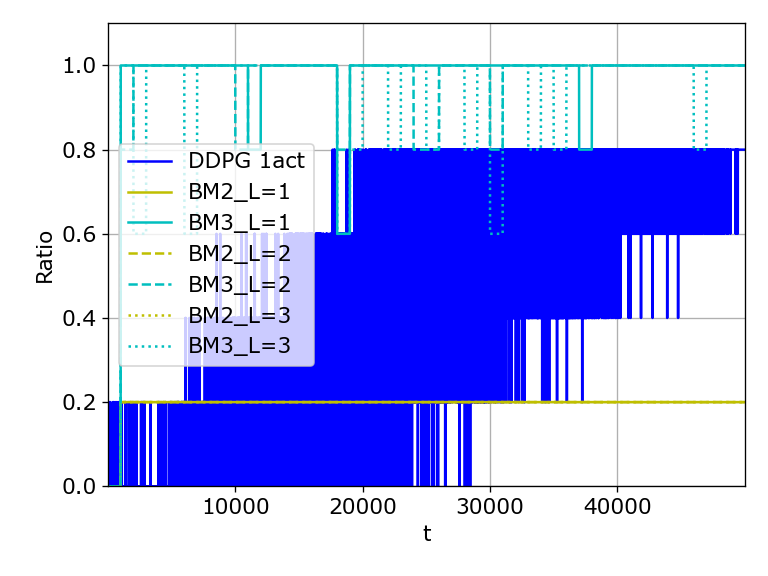 1.0
0.8
0.6
0.4
0.2
0.0
Ratio
DDPG 1act
BM2_L=1
BM3_L=1
BM2_L=2
BM3_L=2
BM2_L=3
BM3_L=3
10000 20000 30000 40000
t